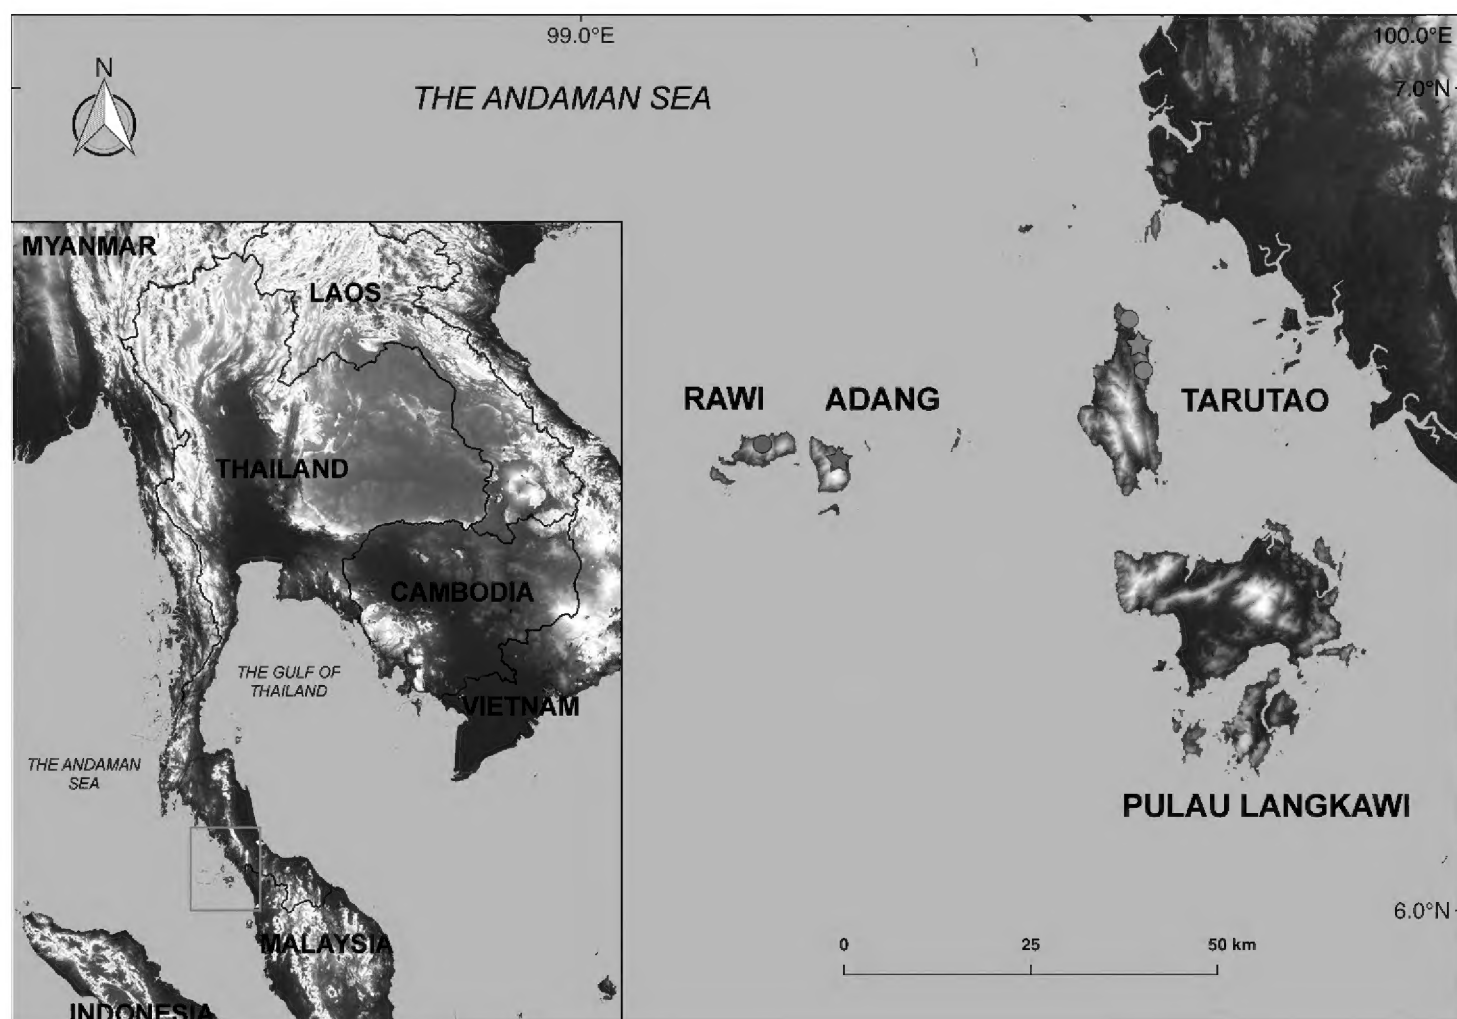 99.0°E
100.0°E
N
THE ANDAMAN SEA
7.0°N
MYANMAR
LAOS
RAWI
ADANG
TARUTAO
THAILAND
CAMBODIA
THE GULF OF
THAILAND
VIETNAM
THE ANDAMAN
SEA
PULAU LANGKAWI
6.0°N
MALAYSIA
0
25
50 km
INDONESIA